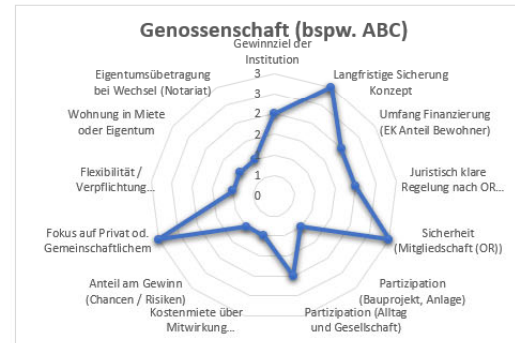 Genossenschaft (bspw. ABC)
Gewinnziel der
Institution
Langfristige Sicherung
Konzept
Umfang Finanzierung
(EK Anteil Bewohner)
Juristisch klare
Regelung nach OR...
Sicherheit
(Mitgliedschaft (OR))
Partizipation
(Bauprojekt, Anlage)
Partizipation (Alltag
und Gesellschaft)
Kostenmiete über
Mitwirkung...
Anteil am Gewinn
(Chancen / Risiken)
Fokus auf Privat od.
Gemeinschaftlichem
Flexibilität /
Verpflichtung...
Wohnung in Miete
oder Eigentum
Eigentumsübetragung
bei Wechsel (Notariat)
3
3
2
2
1
1
0